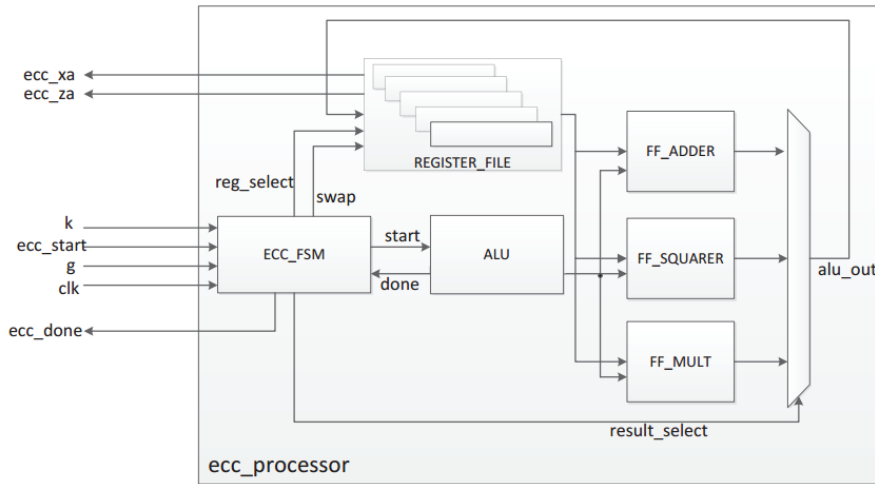 ecc_xa
ecc_za
REGISTER_FILE
FF_ADDER
reg_select
swap
k
ecc_start
g
clk
ECC_FSM
start
done
ALU
FF_SQUARER
alu_out
ecc_done
FF_MULT
result_select
ecc_processor